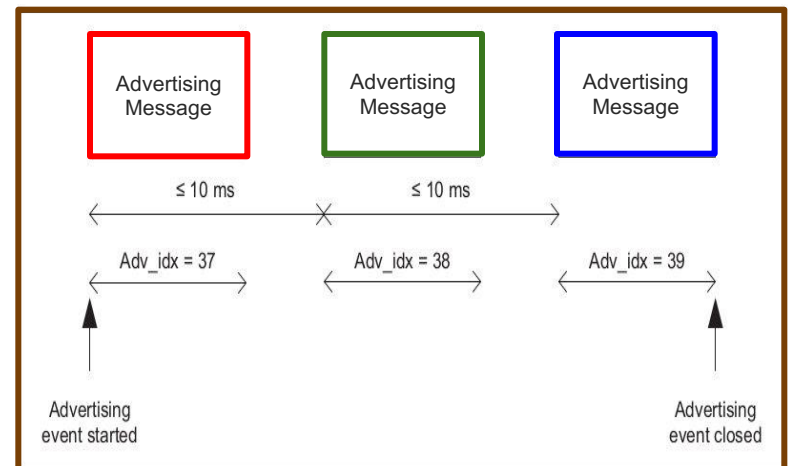 Advertising
Message
Advertising
Message
Advertising
Message
≤ 10 ms
≤ 10 ms
Adv_idx = 37
Adv_idx = 38
Adv_idx = 39
Advertising
event started
Advertising
event closed